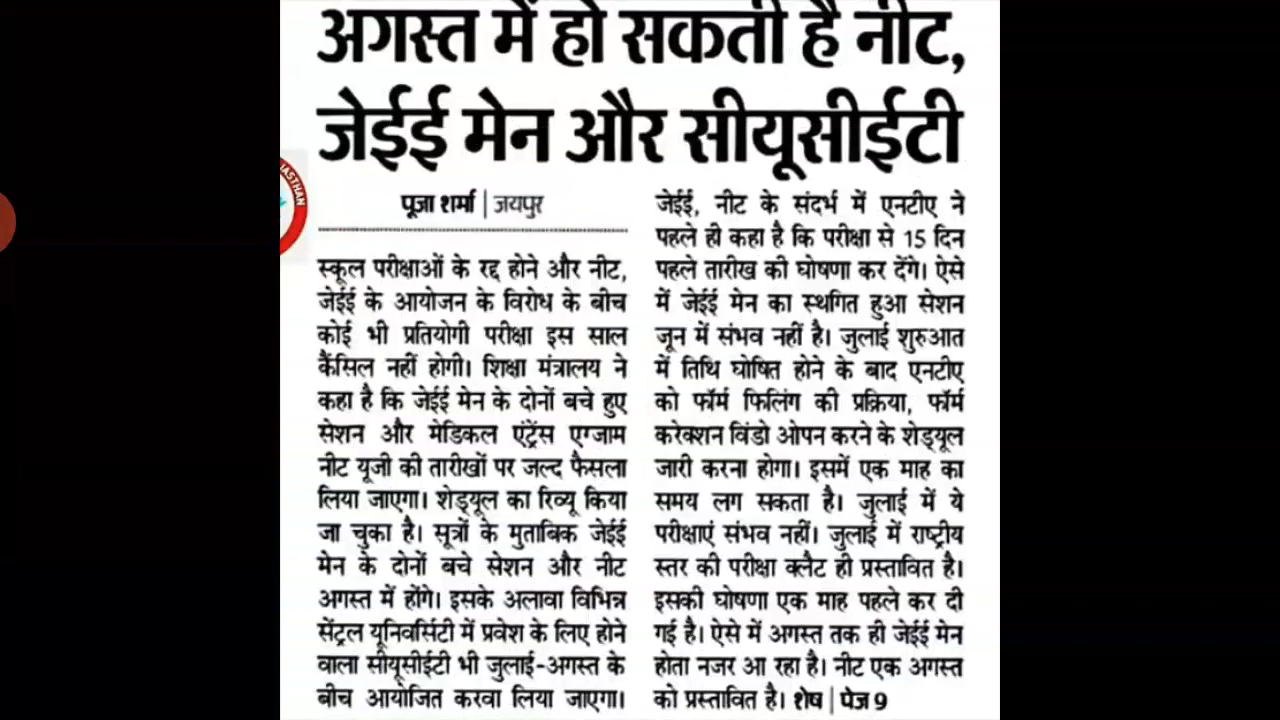 अगस्त में हो सकती है नीट,
जेईई मेन और सीयूसीईटी
JASTHAN
पूजा शर्मा | जयपुर
स्कूल परीक्षाओं के रद्द होने और नीट,
जेईई के आयोजन के विरोध के बीच
कोई भी प्रतियोगी परीक्षा इस साल
कैंसिल नहीं होगी। शिक्षा मंत्रालय ने
कहा है कि जेईई मेन के दोनों बचे हुए
सेशन और मेडिकल एंट्रेंस एग्जाम
नीट यूजी की तारीखों पर जल्द फैसला
लिया जाएगा। शेड्यूल का रिव्यू किया
जा चुका है। सूत्रों के मुताबिक जेईई
मेन के दोनों बचे सेशन और नीट
अगस्त में होंगे। इसके अलावा विभिन्न
सेंट्रल यूनिवर्सिटी में प्रवेश के लिए होने
वाला सीयूसीईटी भी जुलाई-अगस्त के
बीच आयोजित करवा लिया जाएगा।
जेईई, नीट के संदर्भ में एनटीए ने
पहले ही कहा है कि परीक्षा से 15 दिन
पहले तारीख की घोषणा कर देंगे। ऐसे
में जेईई मेन का स्थगित हुआ सेशन
जून में संभव नहीं है। जुलाई शुरुआत
में तिथि घोषित होने के बाद एनटीए
को फॉर्म फिलिंग की प्रक्रिया, फॉर्म
करेक्शन विंडो ओपन करने के शेड्यूल
जारी करना होगा। इसमें एक माह का
समय लग सकता है। जुलाई में ये
परीक्षाएं संभव नहीं। जुलाई में राष्ट्रीय
स्तर की परीक्षा क्लैट ही प्रस्तावित है।
इसकी घोषणा एक माह पहले कर दी
गई है। ऐसे में अगस्त तक ही जेईई मेन
होता नजर आ रहा है। नीट एक अगस्त
को प्रस्तावित है। शेष | पेज 9